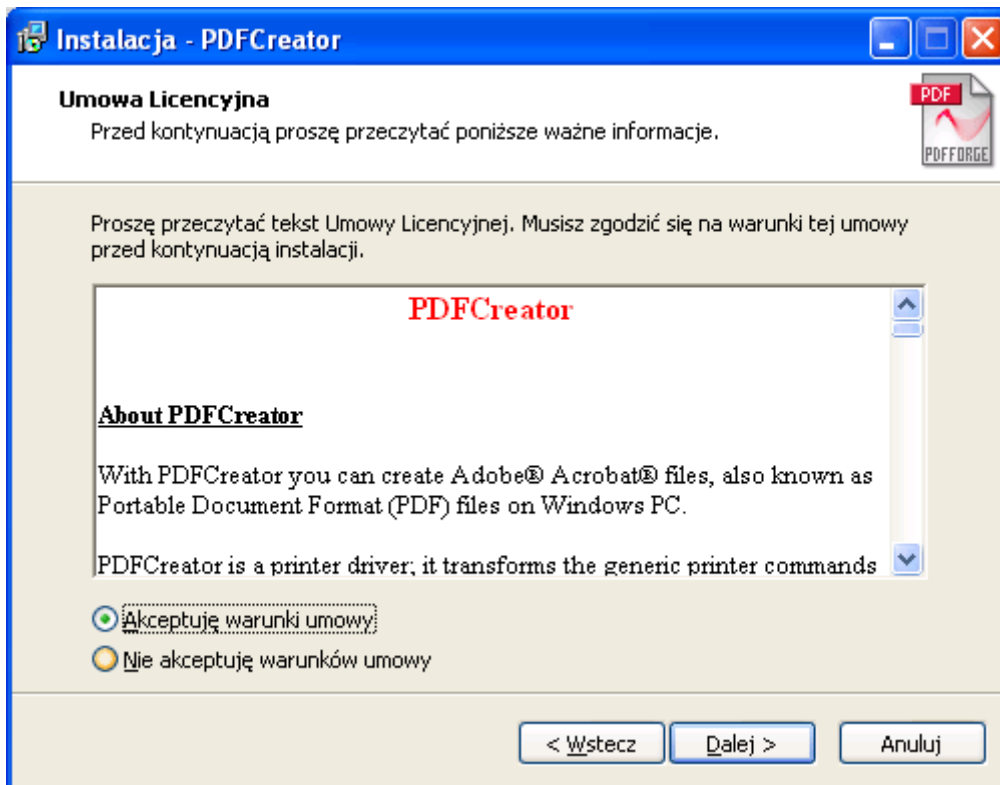 Instalacja - PDFCreator
Umowa Licencyjna
Przed kontynuacją proszę przeczytać poniższe ważne informacje.
PDF
PDFFORGE
Proszę przeczytać tekst Umowy Licencyjnej. Musisz zgodzić się na warunki tej umowy
przed kontynuacją instalacji.
PDFCreator
About PDFCreator
With PDFCreator you can create Adobe® Acrobat® files, also known as
Portable Document Format (PDF) files on Windows PC.
PDFCreator is a printer driver; it transforms the generic printer commands
Akceptuję warunki umowy
Nie akceptuję warunków umowy
< Wstecz
Dalej >
Anuluj